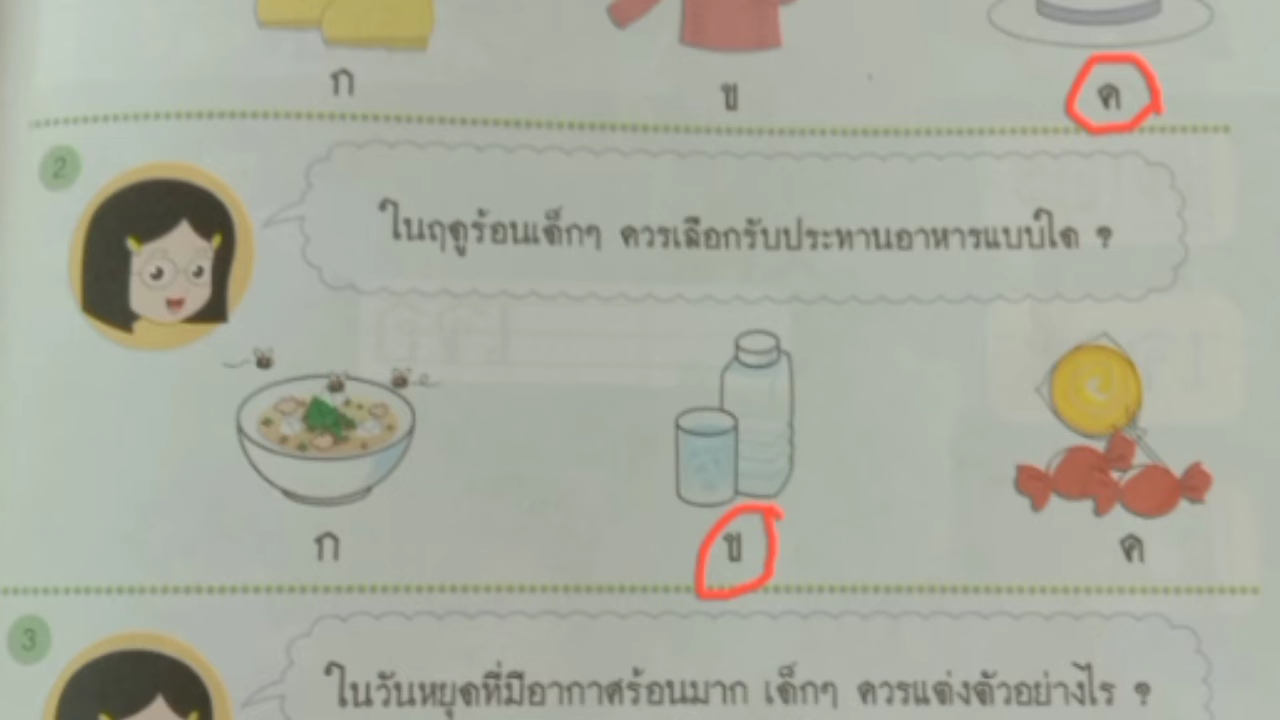 ก ข ค
2
ในฤดูร้อนเด็กๆ ควรเลือกรับประทานอาหารแบบใด ?
ก ข ค
3
ในวันหยุดที่มีอากาศร้อนมาก เด็กๆ ควรแต่งตัวอย่างไร ?